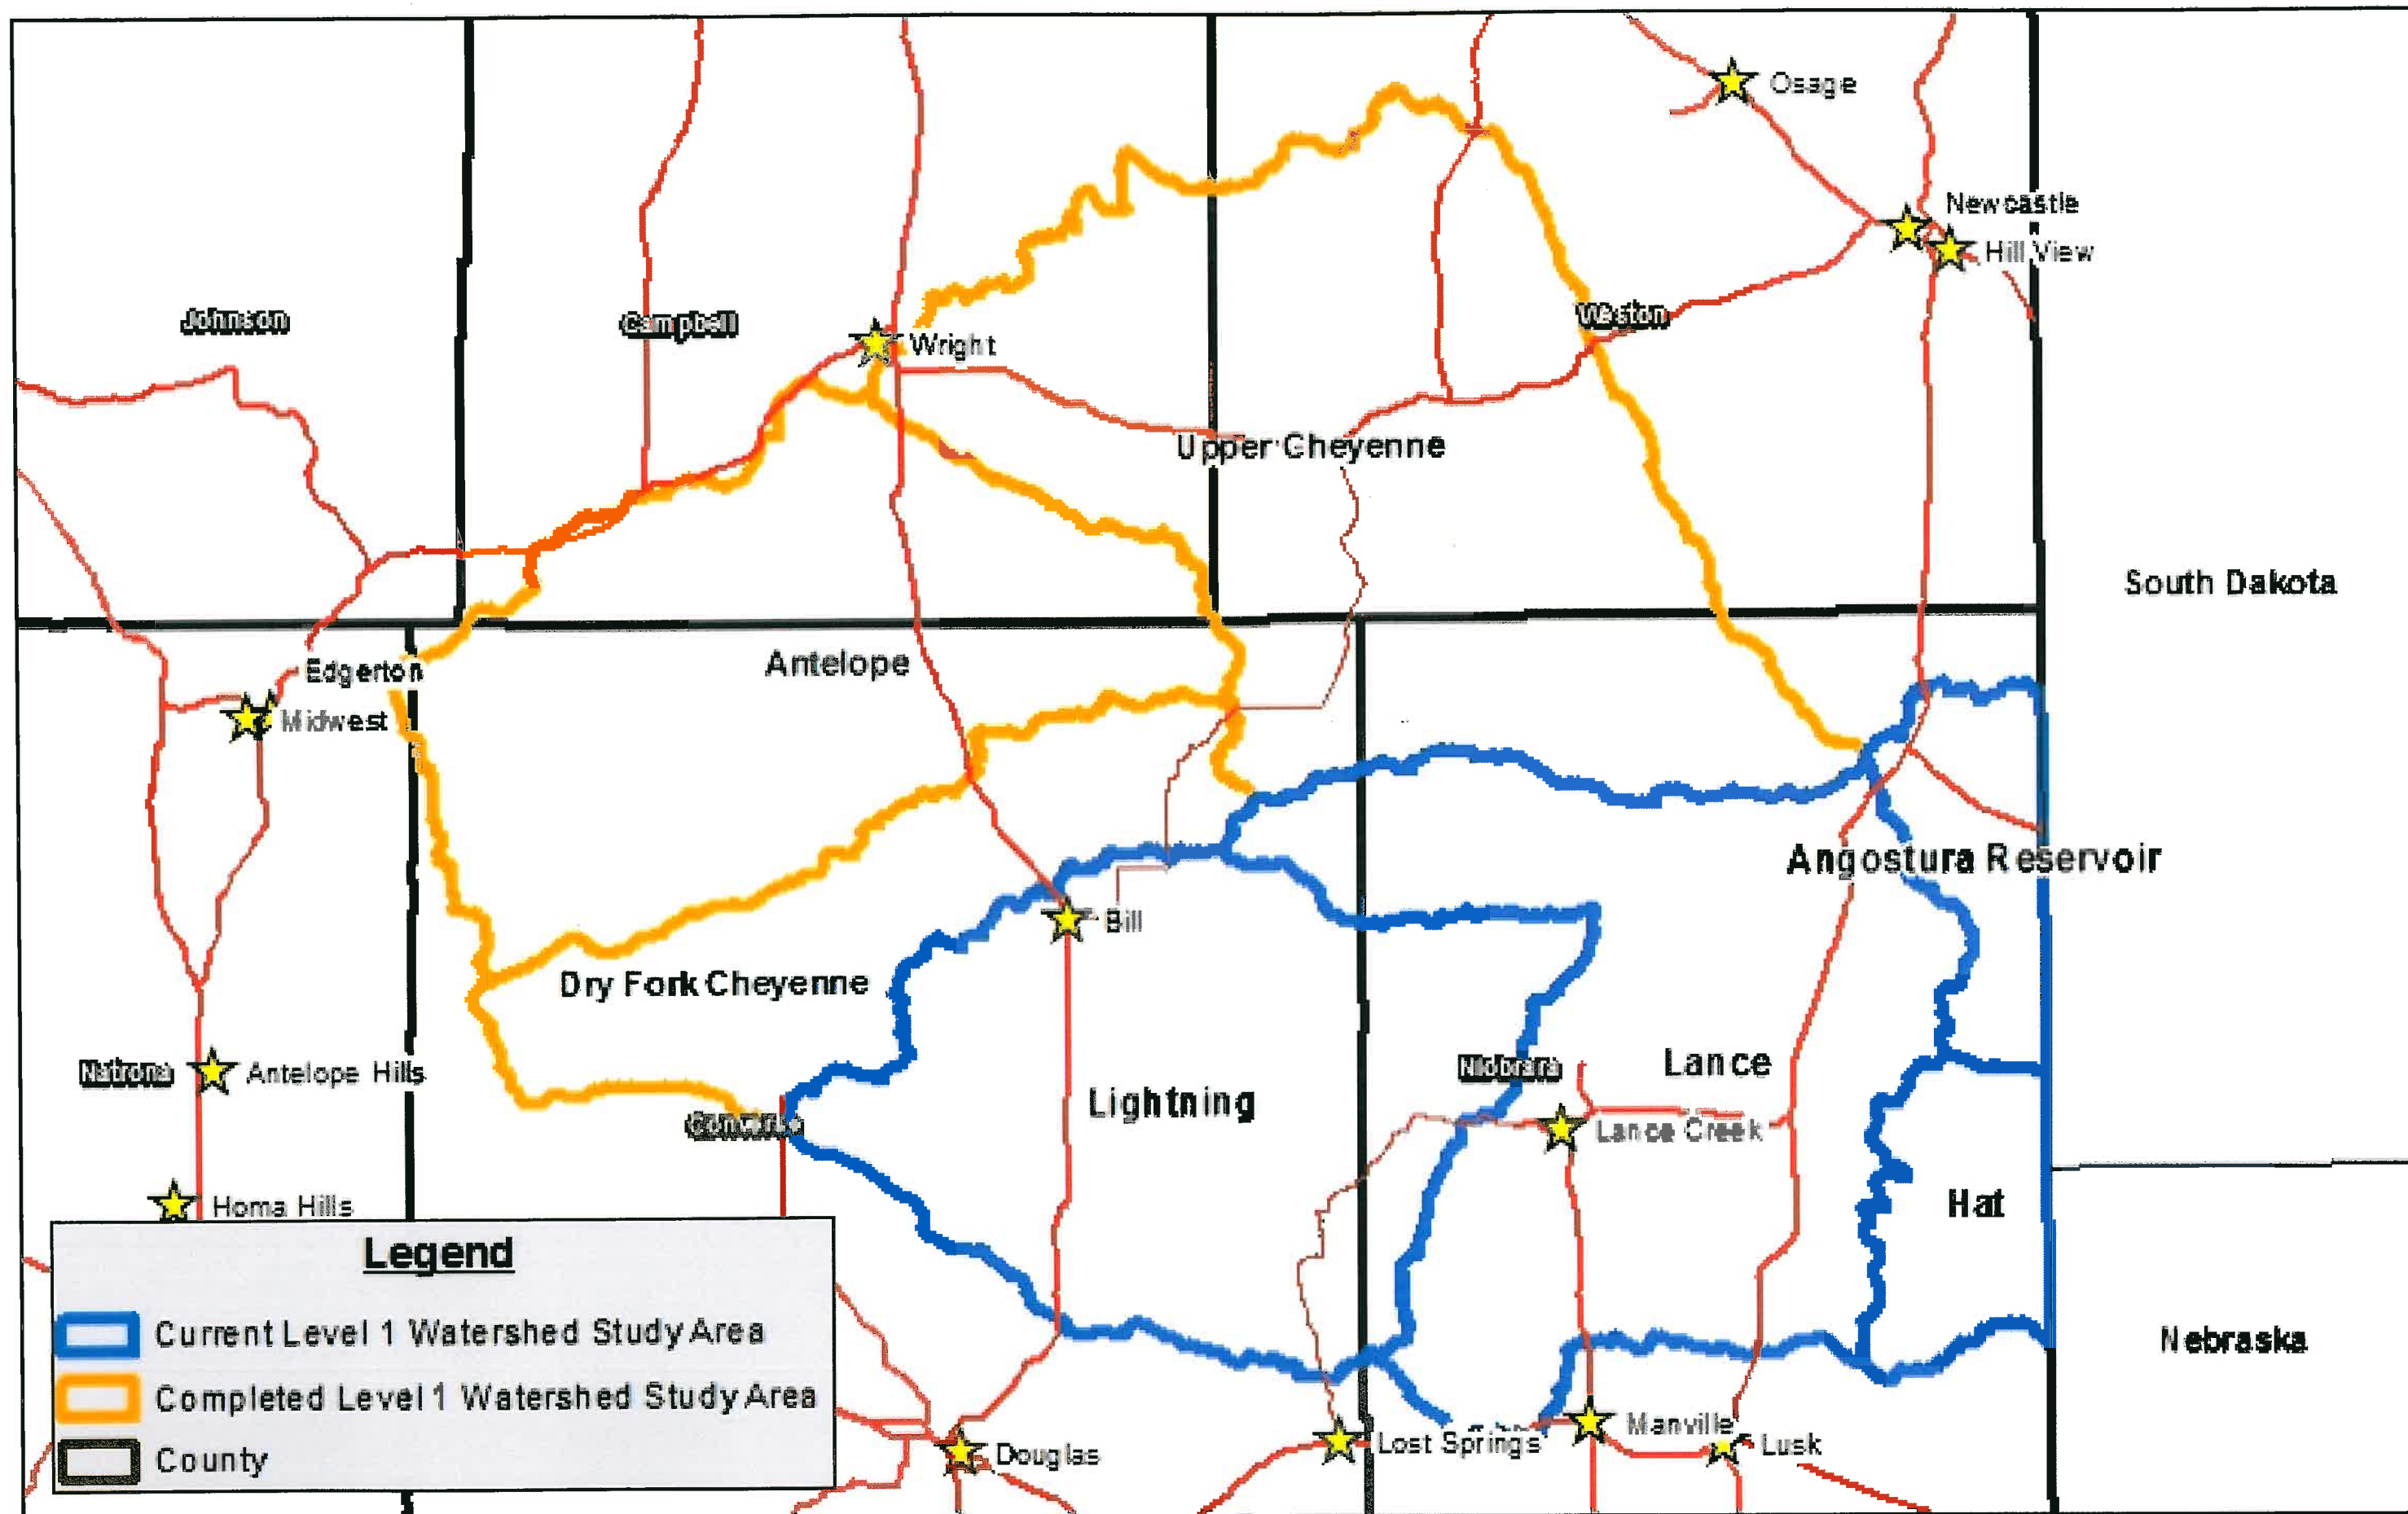 Osage
Newcastle
Hill View
Johnson
Campbell
Weston
Wright
Upper Cheyenne
South Dakota
Antelope
Edgerton
Midwest
Angostura Reservoir
Bill
Dry Fork Cheyenne
Natrona
Antelope Hills
Niobrara
Lance
Lightning
Converse
Lance Creek
Homa Hills
Hat
Legend
Current Level 1 Watershed Study Area
Completed Level 1 Watershed Study Area
County
Nebraska
Manville
Lost Springs
Lusk
Douglas